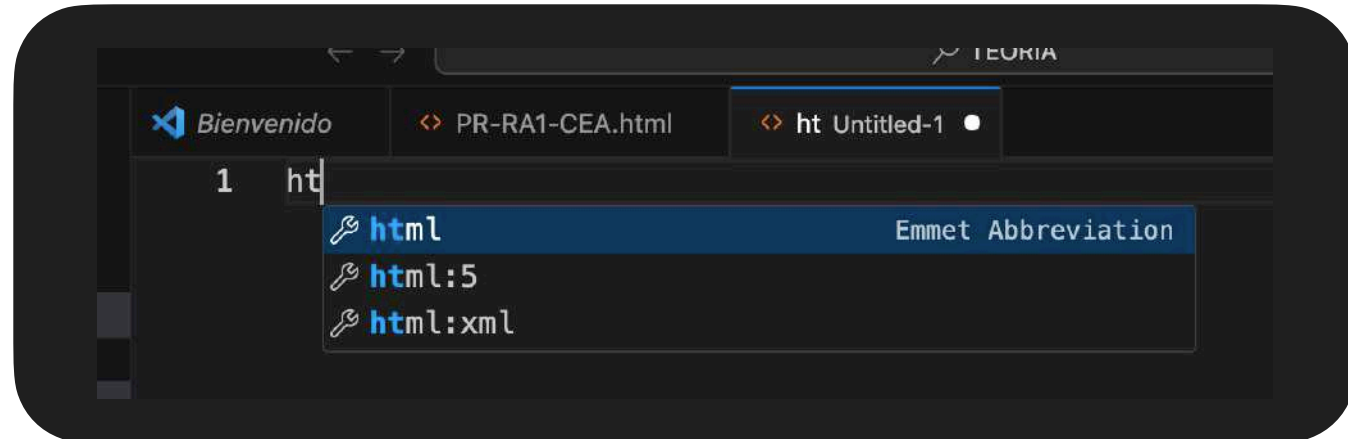 TEORIA
Bienvenido PR-RA1-CEA.html ht Untitled-1
1 ht
html Emmet Abbreviation
html:5
html:xml